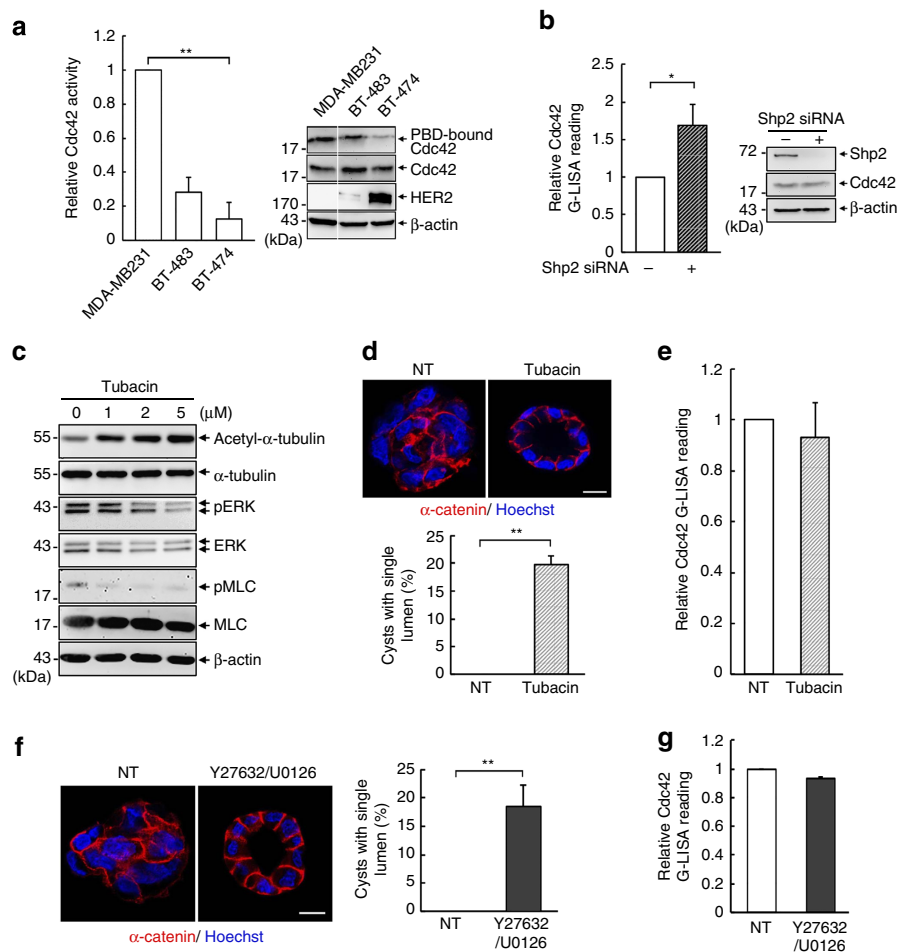 a
Relative Cdc42 activity
1.2
1
0.8
0.6
0.4
0.2
0
**
MDA-MB231
BT-483
BT-474
MDA-MB231
BT-483
BT-474
PBD-bound
Cdc42
17
Cdc42
17
HER2
170
43
β-actin
(kDa)
b
Relative Cdc42
G-LISA reading
2.5
2
1.5
1
0.5
0
*
Shp2 siRNA
–
+
Shp2 siRNA
– +
72
Shp2
17
Cdc42
43
β-actin
(kDa)
c
Tubacin
0 1 2 5 (μM)
55
Acetyl-α-tubulin
55
α-tubulin
43
pERK
43
ERK
17
pMLC
17
MLC
43
β-actin
(kDa)
d
NT
Tubacin
α-catenin/ Hoechst
Cysts with single
lumen (%)
25
20
15
10
5
0
**
NT
Tubacin
e
Relative Cdc42 G-LISA reading
1.2
1
0.8
0.6
0.4
0.2
0
NT
Tubacin
f
NT
Y27632/U0126
α-catenin/ Hoechst
Cysts with single
lumen (%)
25
20
15
10
5
0
**
NT
Y27632
/U0126
g
Relative Cdc42
G-LISA reading
1.2
1
0.8
0.6
0.4
0.2
0
NT
Y27632
/U0126